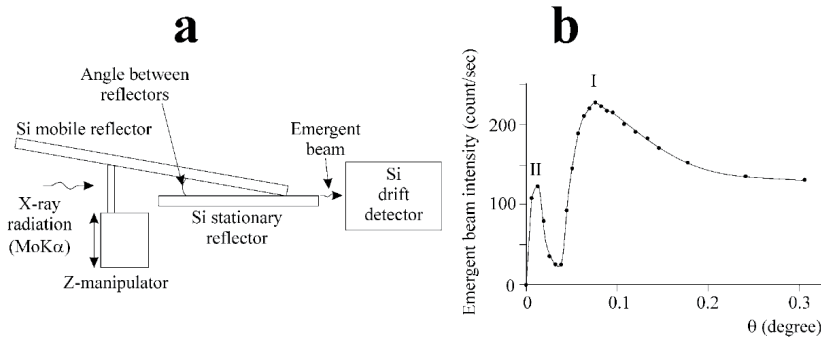 a
Angle between
reflectors
Si mobile reflector
Emergent
beam
X-ray
radiation
(MoKα)
Si stationary
reflector
Si
drift
detector
Z-manipulator
b
Emergent beam intensity (count/sec)
200
100
0
I
II
0
0.1
0.2
0.3
θ (degree)